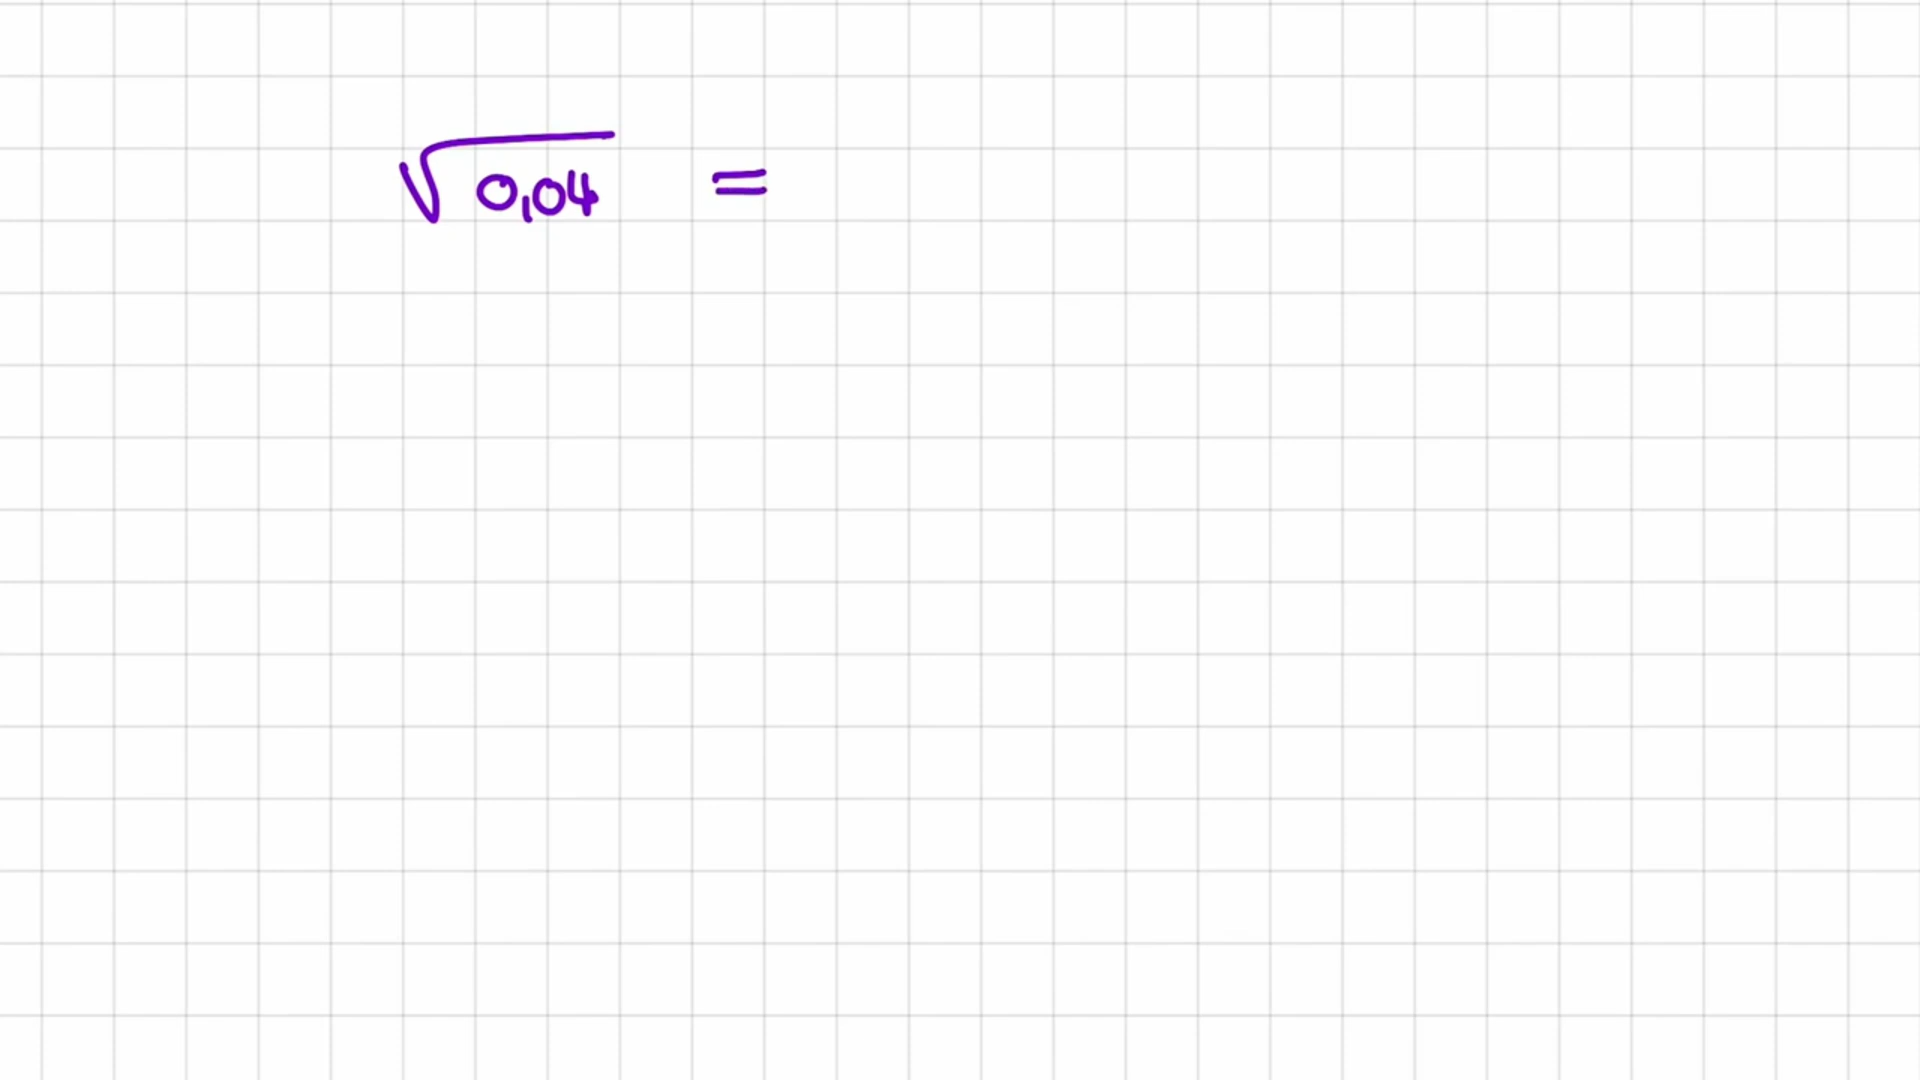 √0,04 =